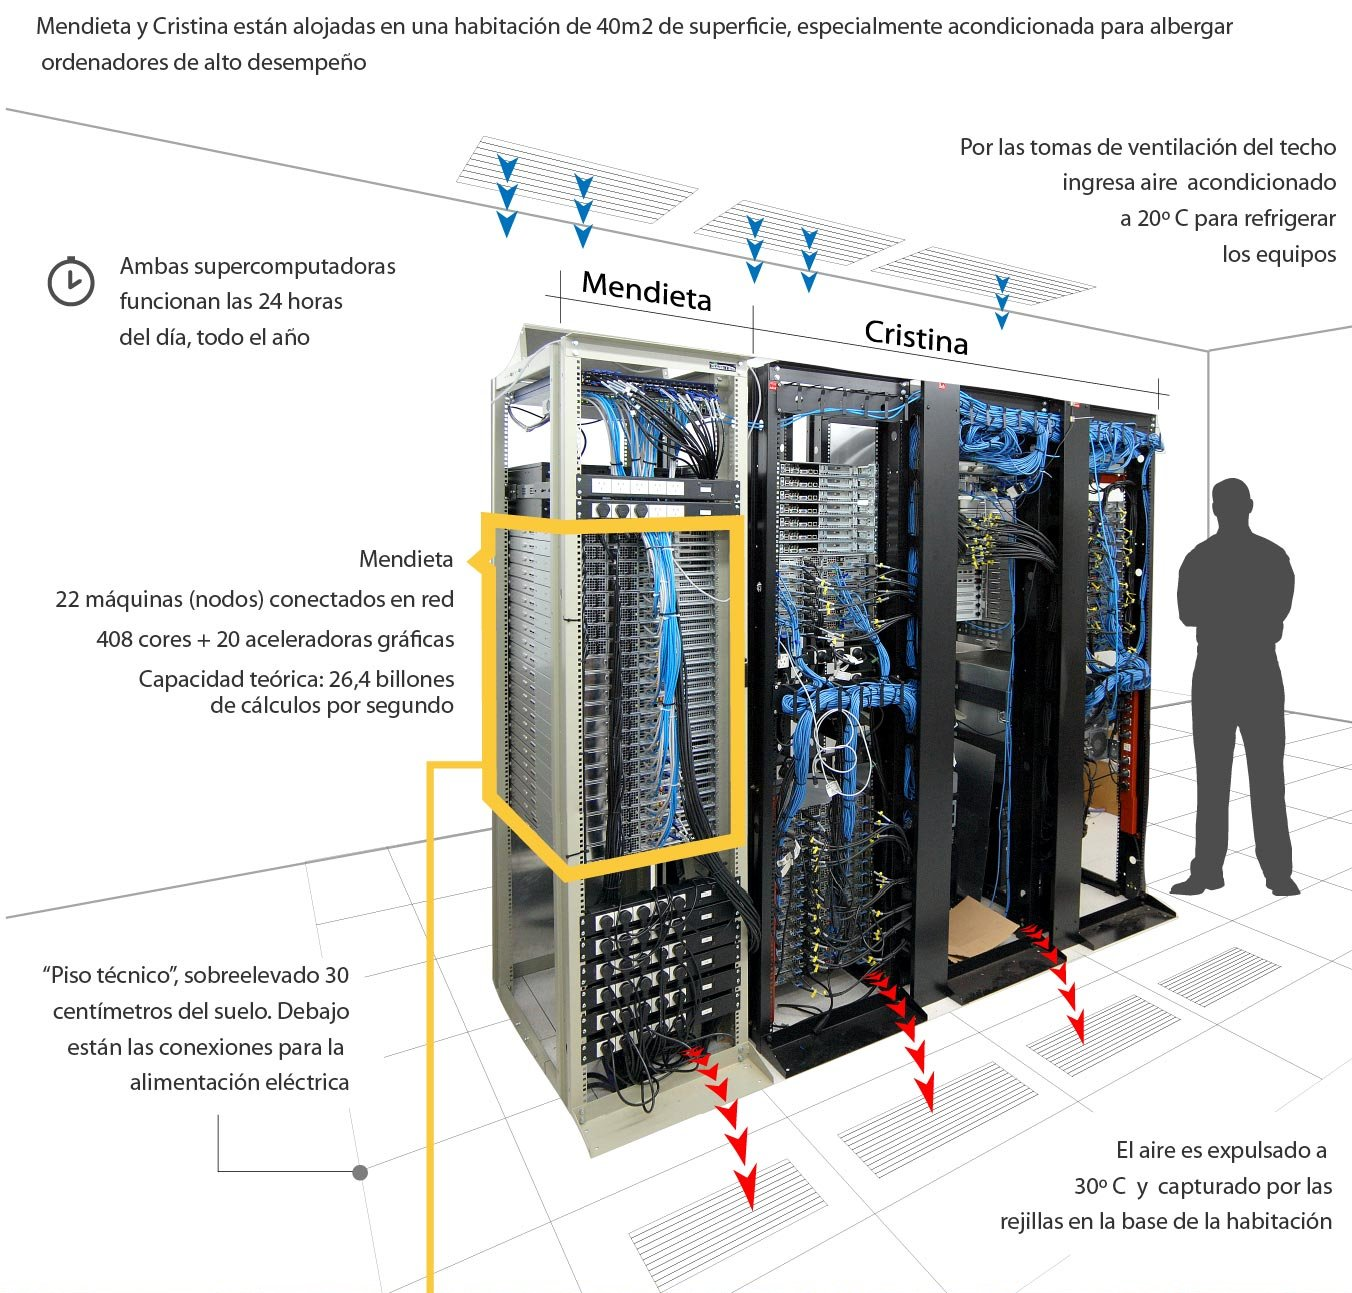 Mendieta y Cristina están alojadas en una habitación de 40m2 de superficie, especialmente acondicionada para albergar
ordenadores de alto desempeño
Por las tomas de ventilación del techo
ingresa aire acondicionado
a 20º C para refrigerar
los equipos
Ambas supercomputadoras
funcionan las 24 horas
del día, todo el año
Mendieta
Cristina
Mendieta
22 máquinas (nodos) conectados en red
408 cores + 20 aceleradoras gráficas
Capacidad teórica: 26,4 billones
de cálculos por segundo
“Piso técnico”, sobreelevado 30
centímetros del suelo. Debajo
están las conexiones para la
alimentación eléctrica
El aire es expulsado a
30º C y capturado por las
rejillas en la base de la habitación